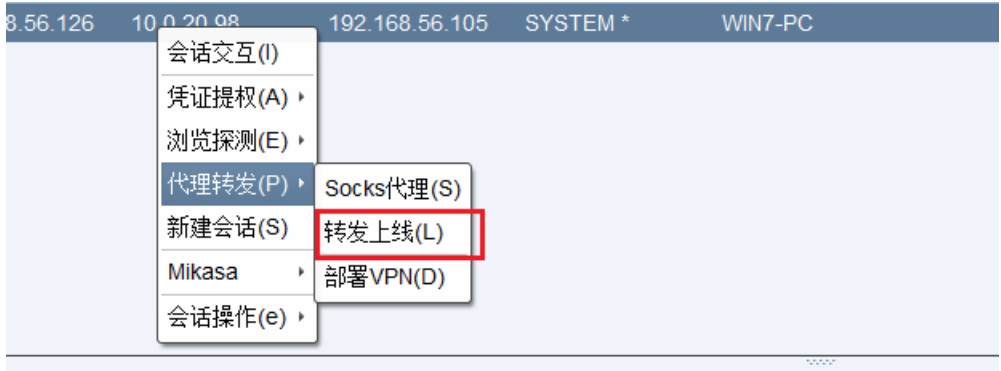 8.56.126 10.0.20.98 192.168.56.105 SYSTEM * WIN7-PC
会话交互(I)
凭证提权(A)
浏览探测(E)
代理转发(P)
Socks代理(S)
新建会话(S)
转发上线(L)
Mikasa
部署VPN(D)
会话操作(e)